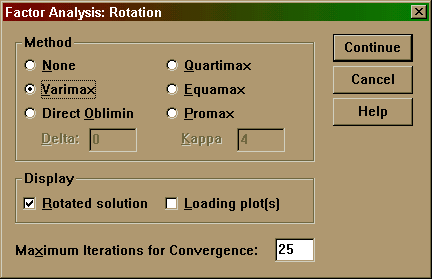 Factor Analysis: Rotation
Method
None
Quartimax
Varimax
Equamax
Direct Oblimin
Promax
Delta: 0
Kappa 4
Continue
Cancel
Help
Display
Rotated solution
Loading plot(s)
Maximum Iterations for Convergence: 25